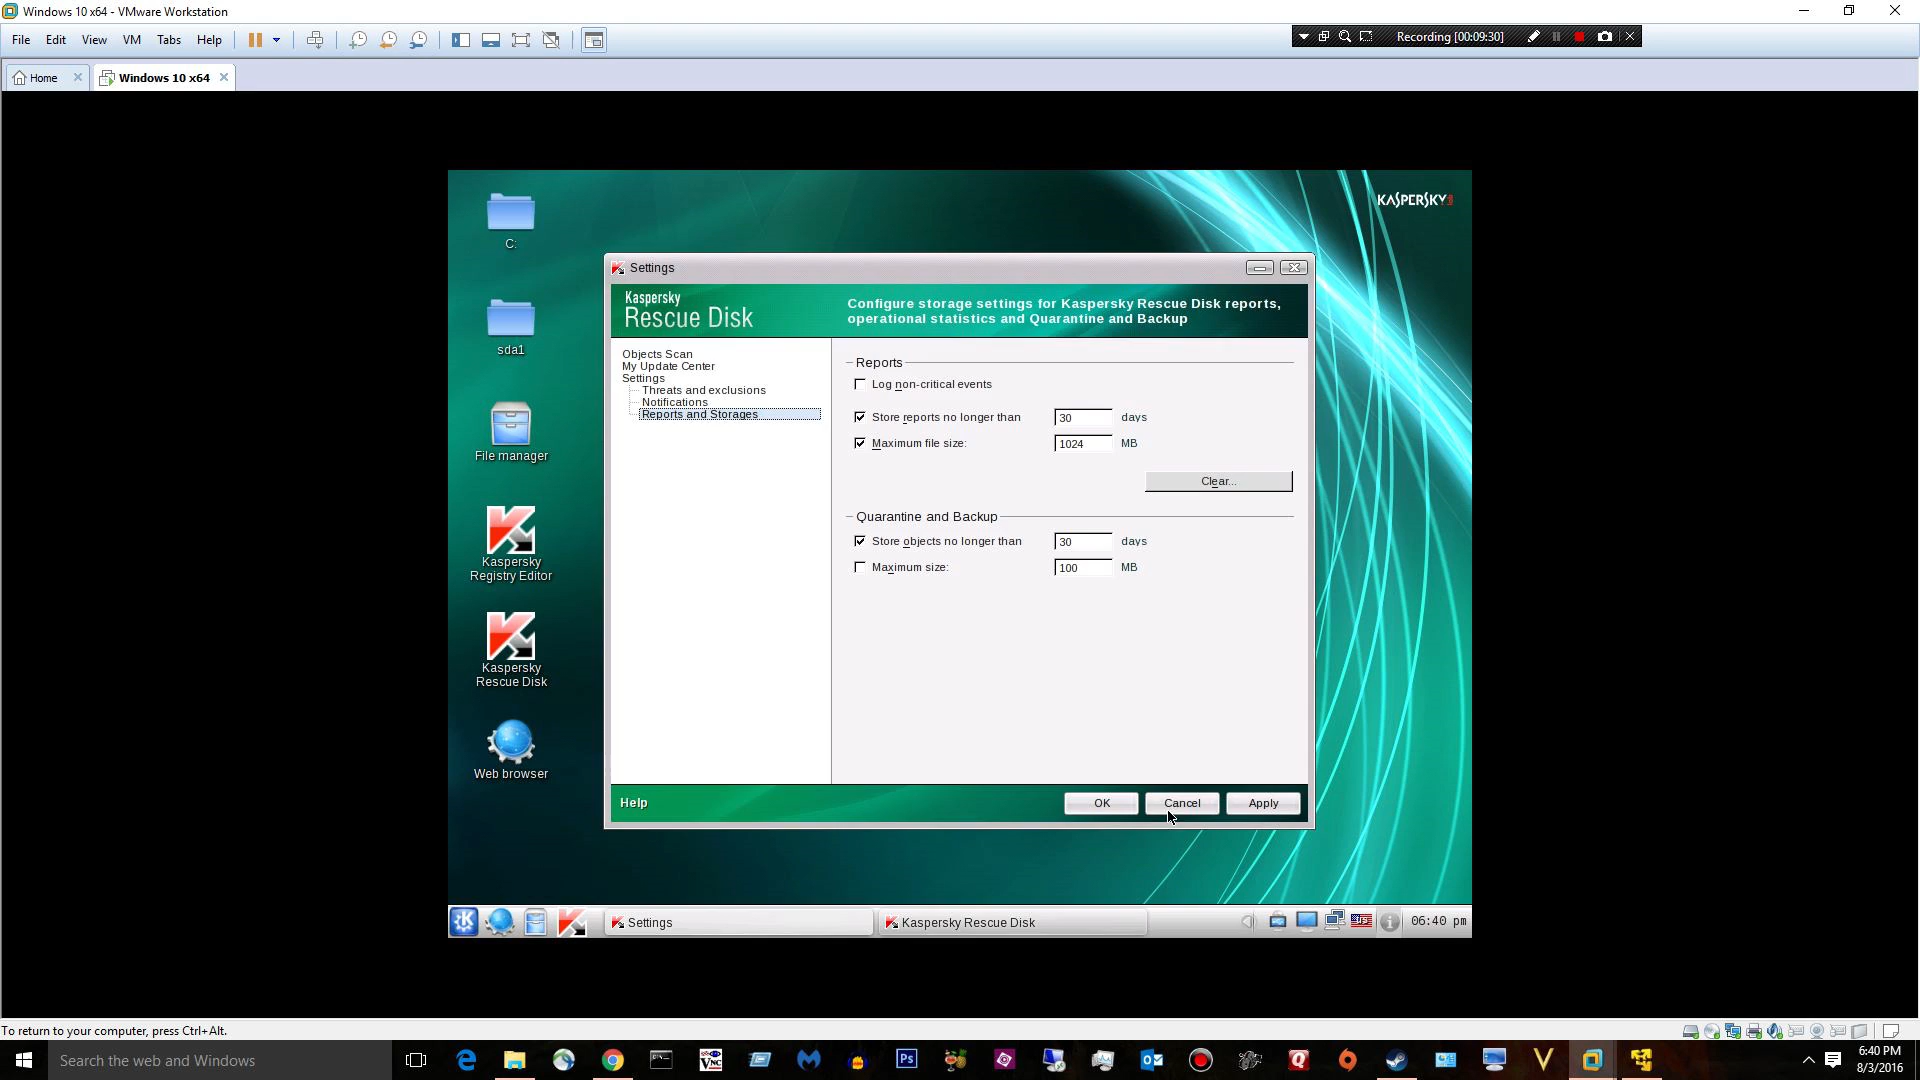 Windows 10 x64 - VMware Workstation
File Edit View VM Tabs Help
Recording [00:09:30]
Home
Windows 10 x64
C:
sda1
File manager
Kaspersky
Registry Editor
Kaspersky
Rescue Disk
Web browser
KASPERSKY
Settings
Kaspersky
Rescue Disk
Configure storage settings for Kaspersky Rescue Disk reports,
operational statistics and Quarantine and Backup
Objects Scan
My Update Center
Settings
Threats and exclusions
Notifications
Reports and Storages
Reports
Log non-critical events
Store reports no longer than 30 days
Maximum file size: 1024 MB
Clear...
Quarantine and Backup
Store objects no longer than 30 days
Maximum size: 100 MB
Help
OK Cancel Apply
Settings
Kaspersky Rescue Disk
06:40 pm
To return to your computer, press Ctrl+Alt.
Search the web and Windows
Ps
6:40 PM
8/3/2016